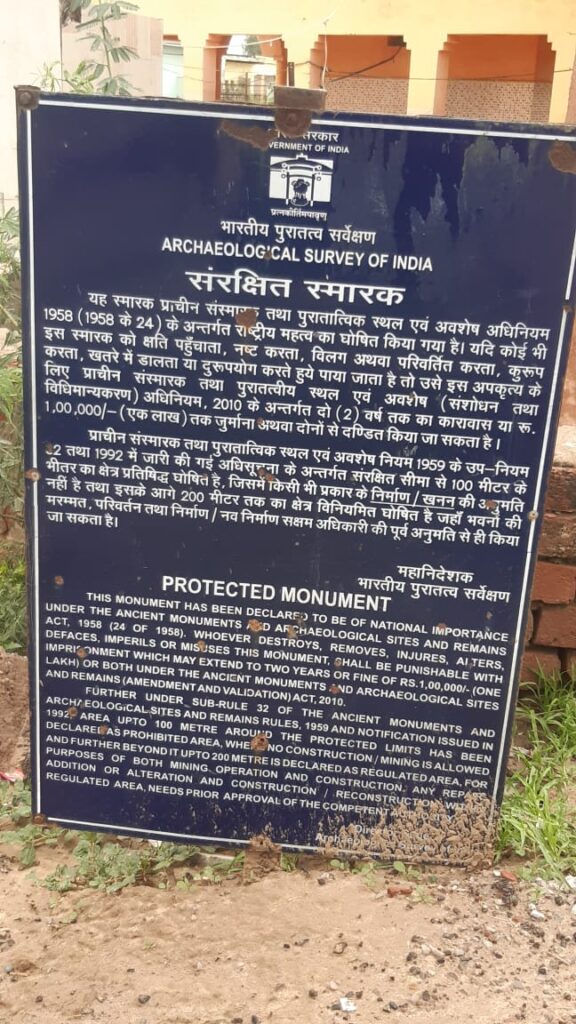 सरकार
GOVERNMENT OF INDIA
प्रत्नकीर्तिमपावृणु
भारतीय पुरातत्व सर्वेक्षण
ARCHAEOLOGICAL SURVEY OF INDIA
संरक्षित स्मारक
यह स्मारक प्राचीन संस्मारक तथा पुरातात्विक स्थल एवं अवशेष अधिनियम
1958 (1958 के 24) के अन्तर्गत राष्ट्रीय महत्व का घोषित किया गया है। यदि कोई भी
इस स्मारक को क्षति पहुँचाता, नष्ट करता, विलग अथवा परिवर्तित करता, कुरूप
करता, खतरे में डालता या दुरूपयोग करते हुये पाया जाता है तो उसे इस अपकृत्य के
लिए प्राचीन संस्मारक तथा पुरातत्वीय स्थल एवं अवशेष (संशोधन तथा
विधिमान्यकरण) अधिनियम, 2010 के अन्तर्गत दो (2) वर्ष तक का कारावास या रू.
1,00,000/– (एक लाख) तक जुर्माना अथवा दोनों से दण्डित किया जा सकता है।
प्राचीन संस्मारक तथा पुरातात्विक स्थल एवं अवशेष नियम 1959 के उप–नियम
32 तथा 1992 में जारी की गई अधिसूचना के अन्तर्गत संरक्षित सीमा से 100 मीटर के
भीतर का क्षेत्र प्रतिषिद्ध घोषित है, जिसमें किसी भी प्रकार के निर्माण/खनन की अनुमति
नहीं है तथा इसके आगे 200 मीटर तक का क्षेत्र विनियमित घोषित है जहाँ भवनों की
मरम्मत, परिवर्तन तथा निर्माण/नव निर्माण सक्षम अधिकारी की पूर्व अनुमति से ही किया
जा सकता है।
महानिदेशक
भारतीय पुरातत्व सर्वेक्षण
PROTECTED MONUMENT
THIS MONUMENT HAS BEEN DECLARED TO BE OF NATIONAL IMPORTANCE
UNDER THE ANCIENT MONUMENTS AND ARCHAEOLOGICAL SITES AND REMAINS
ACT, 1958 (24 OF 1958). WHOEVER DESTROYS, REMOVES, INJURES, ALTERS,
DEFACES, IMPERILS OR MISUSES THIS MONUMENT, SHALL BE PUNISHABLE WITH
IMPRISONMENT WHICH MAY EXTEND TO TWO YEARS OR FINE OF RS.1,00,000/- (ONE
LAKH) OR BOTH UNDER THE ANCIENT MONUMENTS AND ARCHAEOLOGICAL SITES
AND REMAINS (AMENDMENT AND VALIDATION) ACT, 2010.
FURTHER UNDER SUB-RULE 32 OF THE ANCIENT MONUMENTS AND
ARCHAEOLOGICAL SITES AND REMAINS RULES, 1959 AND NOTIFICATION ISSUED IN
1992, AREA UPTO 100 METRE AROUND THE PROTECTED LIMITS HAS BEEN
DECLARED AS PROHIBITED AREA, WHERE NO CONSTRUCTION / MINING IS ALLOWED
AND FURTHER BEYOND IT UPTO 200 METRE IS DECLARED AS REGULATED AREA, FOR
PURPOSES OF BOTH MINING, OPERATION AND CONSTRUCTION. ANY REPAIR,
ADDITION OR ALTERATION AND CONSTRUCTION / RECONSTRUCTION, WITHIN
REGULATED AREA, NEEDS PRIOR APPROVAL OF THE COMPETENT
Archaeological Survey